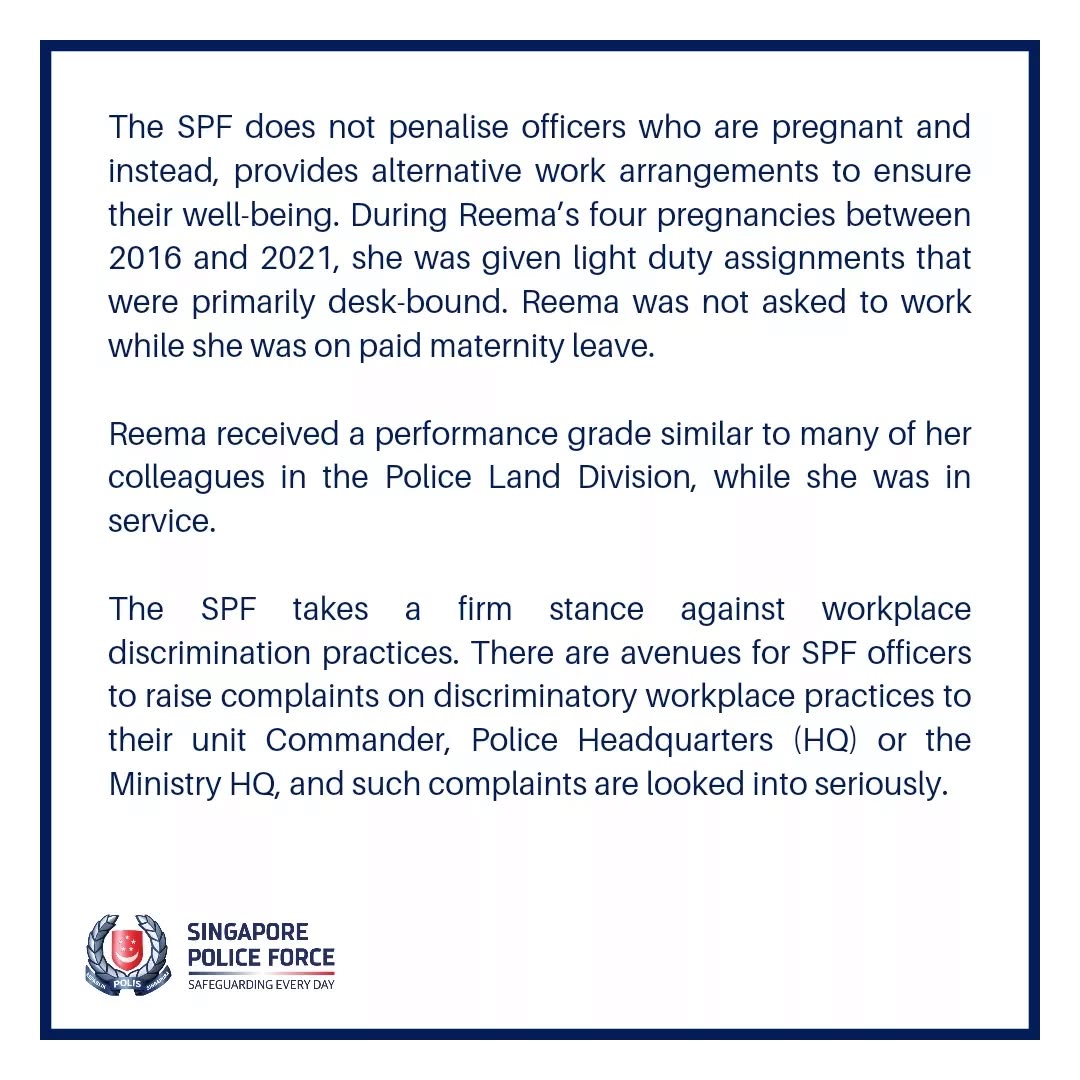 The SPF does not penalise officers who are pregnant and
instead, provides alternative work arrangements to ensure
their well-being. During Reema’s four pregnancies between
2016 and 2021, she was given light duty assignments that
were primarily desk-bound. Reema was not asked to work
while she was on paid maternity leave.
Reema received a performance grade similar to many of her
colleagues in the Police Land Division, while she was in
service.
The SPF takes a firm stance against workplace
discrimination practices. There are avenues for SPF officers
to raise complaints on discriminatory workplace practices to
their unit Commander, Police Headquarters (HQ) or the
Ministry HQ, and such complaints are looked into seriously.
POLIS
SINGAPORE
POLICE FORCE
SAFEGUARDING EVERY DAY